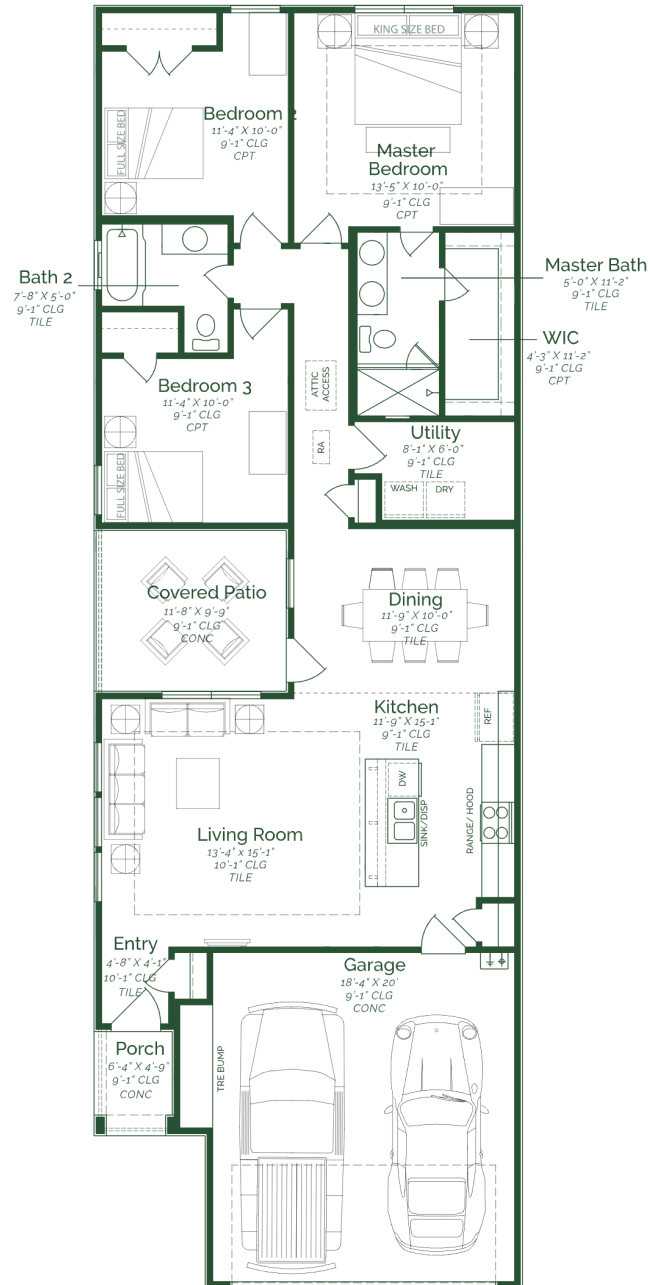 KING SIZE BED
Bedroom 2
11'-4" X 10'-0"
9'-1" CLG
CPT
FULL SIZE BED
Master
Bedroom
13'-5" X 10'-0"
9'-1" CLG
CPT
Bath 2
7'-8" X 5'-0"
9'-1" CLG
TILE
Master Bath
5'-0" X 11'-2"
9'-1" CLG
TILE
WIC
4'-3" X 11'-2"
9'-1" CLG
CPT
Bedroom 3
11'-4" X 10'-0"
9'-1" CLG
CPT
FULL SIZE BED
ATTIC
ACCESS
RA
Utility
8'-1" X 6'-0"
9'-1" CLG
TILE
WASH
DRY
Covered Patio
11'-8" X 9'-9"
9'-1" CLG
CONC
Dining
11'-9" X 10'-0"
9'-1" CLG
TILE
Kitchen
11'-9" X 15'-1"
9"-1" CLG
TILE
REF
DW
SINK/DISP
RANGE/ HOOD
Living Room
13'-4" x 15'-1"
10'-1" CLG
TILE
Entry
4'-8" X 4'-1"
10'-1" CLG
TILE
Garage
18'-4" X 20'
9'-1" CLG
CONC
Porch
6'-4" X 4'-9"
9'-1" CLG
CONC
TRE BUMP